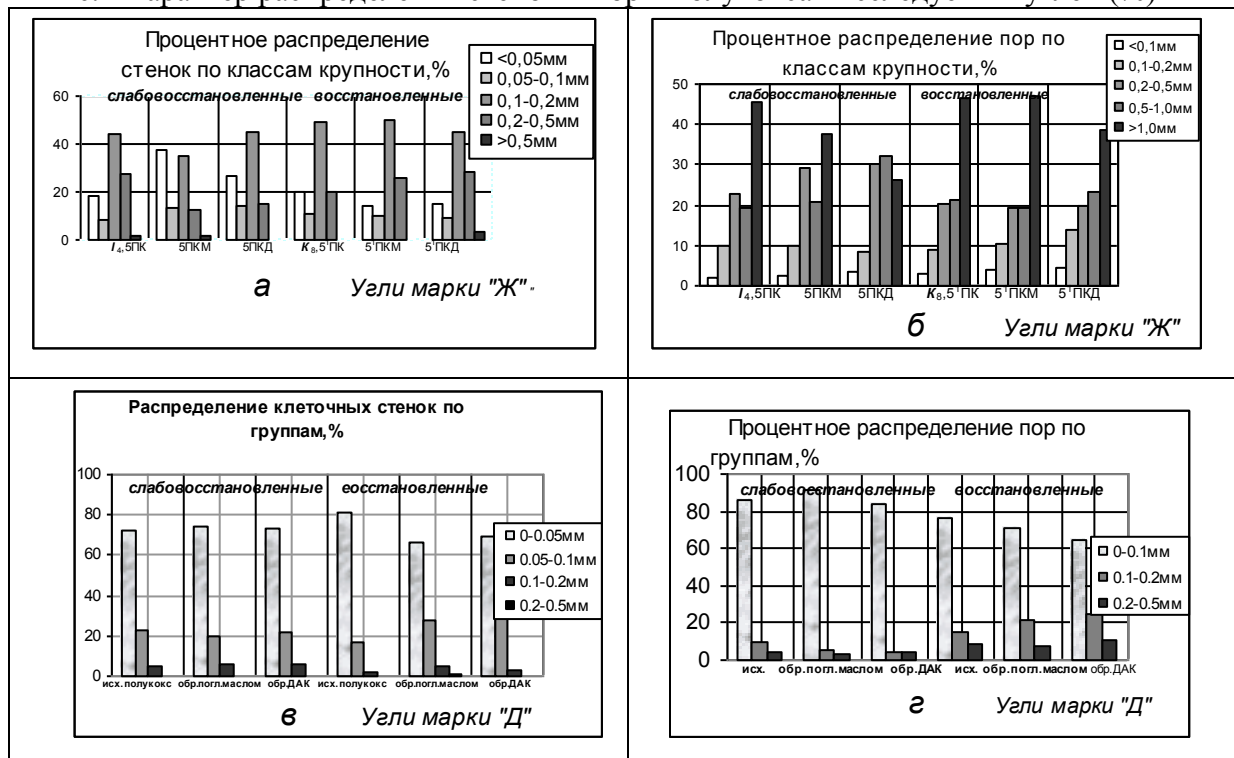 Процентное распределение
стенок по классам крупности,%
<0,05мм
0,05-0,1мм
0,1-0,2мм
0,2-0,5мм
>0,5мм
слабовосстановленные восстановленные
60
40
20
0
I4,5ПК 5ПКМ 5ПКД К8,5'ПК 5'ПКМ 5'ПКД
а Угли марки "Ж"
Процентное распределение пор по
классам крупности,%
<0,1мм
0,1-0,2мм
0,2-0,5мм
0,5-1,0мм
>1,0мм
слабовосстановленные восстановленные
50
40
30
20
10
0
I4,5ПК 5ПКМ 5ПКД К8,5'ПК 5'ПКМ 5'ПКД
б Угли марки "Ж"
Распределение клеточных стенок по
группам,%
слабовосстановленные еосстановленные
100
80
60
40
20
0
0-0.05мм
0.05-0.1мм
0.1-0.2мм
0.2-0.5мм
исх.полукокс обр.погл.маслом обр.ДАК исх.полукокс обр.погл.маслом обр.ДАК
в Угли марки "Д"
Процентное распределение пор по
группам,%
слабовосстановленные восстановленные
100
80
60
40
20
0
0-0.1мм
0.1-0.2мм
0.2-0.5мм
исх. обр.погл.маслом обр.ДАК исх. обр.погл.маслом обр.ДАК
г Угли марки "Д"